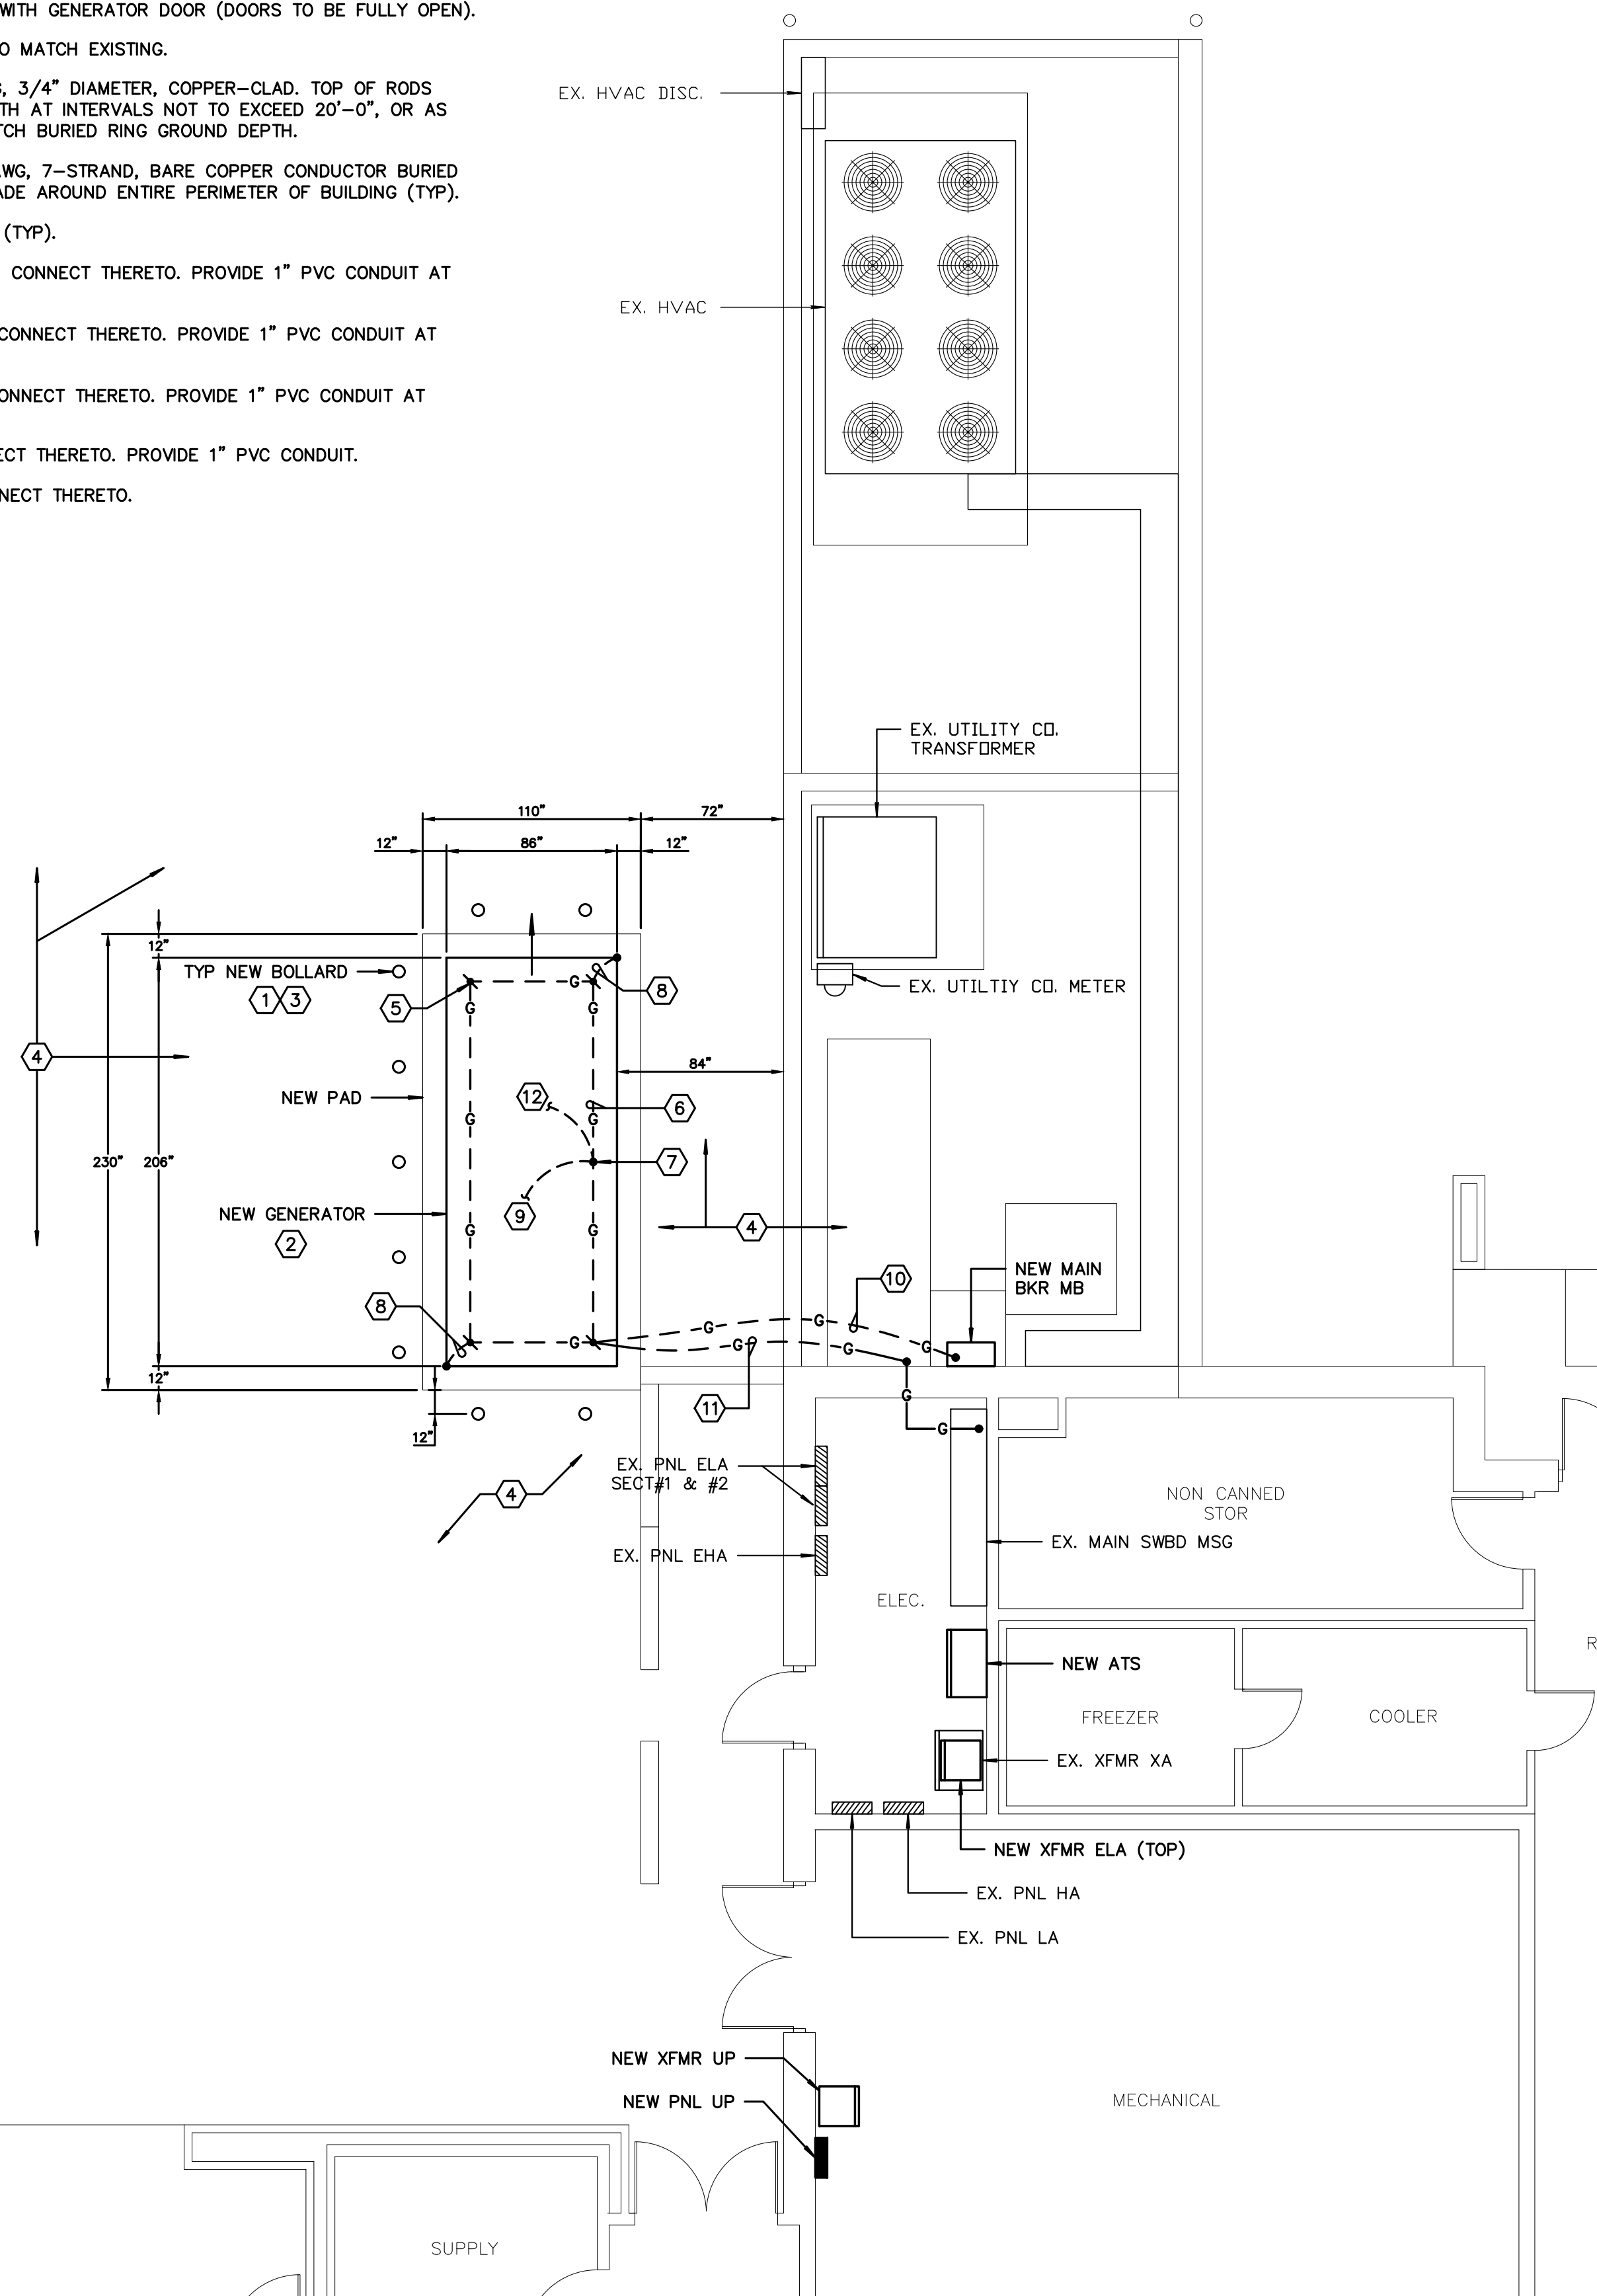 WITH GENERATOR DOOR (DOORS TO BE FULLY OPEN).
O MATCH EXISTING.
, 3/4" DIAMETER, COPPER-CLAD. TOP OF RODS
TH AT INTERVALS NOT TO EXCEED 20'-0", OR AS
TCH BURIED RING GROUND DEPTH.
AWG, 7-STRAND, BARE COPPER CONDUCTOR BURIED
ADE AROUND ENTIRE PERIMETER OF BUILDING (TYP).
(TYP).
CONNECT THERETO. PROVIDE 1" PVC CONDUIT AT
CONNECT THERETO. PROVIDE 1" PVC CONDUIT AT
ONNECT THERETO. PROVIDE 1" PVC CONDUIT AT
ECT THERETO. PROVIDE 1" PVC CONDUIT.
NECT THERETO.
EX. HVAC DISC.
EX. HVAC
EX. UTILITY CO.
TRANSFORMER
110"
72"
12"
86"
12"
12"
TYP NEW BOLLARD
1
3
5
8
EX. UTILTIY CO. METER
4
84"
NEW PAD
12
6
G
G
G
G
G
230"
206"
7
NEW GENERATOR
2
9
G
G
4
10
NEW MAIN
BKR MB
8
G
G
G
G
G
G
12"
11
G
G
12"
EX. PNL ELA
SECT#1 & #2
4
NON CANNED
STOR
EX. MAIN SWBD MSG
EX. PNL EHA
ELEC.
R
NEW ATS
FREEZER
COOLER
EX. XFMR XA
NEW XFMR ELA (TOP)
EX. PNL HA
EX. PNL LA
NEW XFMR UP
NEW PNL UP
MECHANICAL
SUPPLY